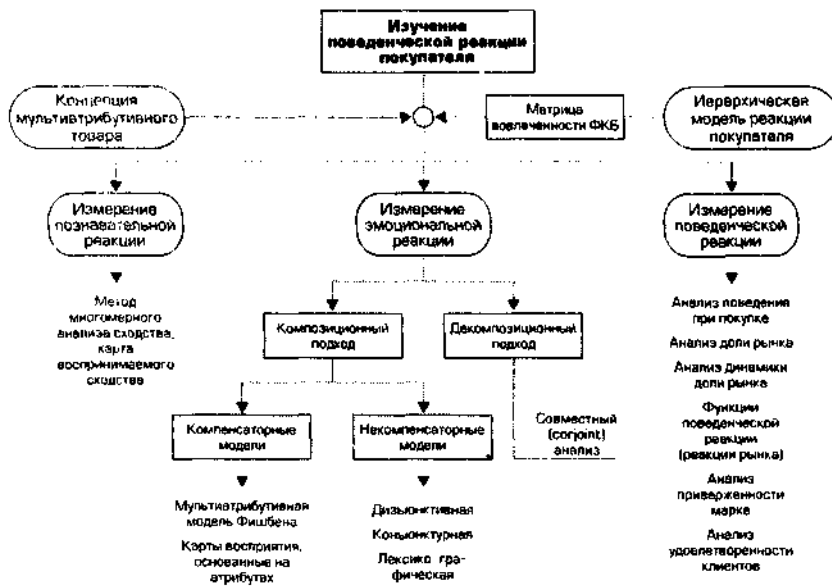 Изучение
поведенческой реакции
покупателя
Концепция
мультиатрибутивного
товара
Матрица
вовлеченности ФКБ
Иерархическая
модель реакции
покупателя
Измерение
познавательной
реакции
Измерение
эмоциональной
реакции
Измерение
поведенческой
реакции
Метод
многомерного
анализа сходства,
карта
воспринимаемого
сходства
Композиционный
подход
Декомпозиционный
подход
Компенсаторные
модели
Некомпенсаторные
модели
Совместный
(corjoint)
анализ
Мультиатрибутивная
модель Фишбена
Карты восприятия,
основанные на
атрибутах
Дизъюнктивная
Конъюнктурная
Лексико гра-
фическая
Анализ поведения
при покупке
Анализ доли рынка
Анализ динамики
доли рынка
Функции
поведенческой
реакции
(реакции рынка)
Анализ
приверженности
марке
Анализ
удовлетворенности
клиентов